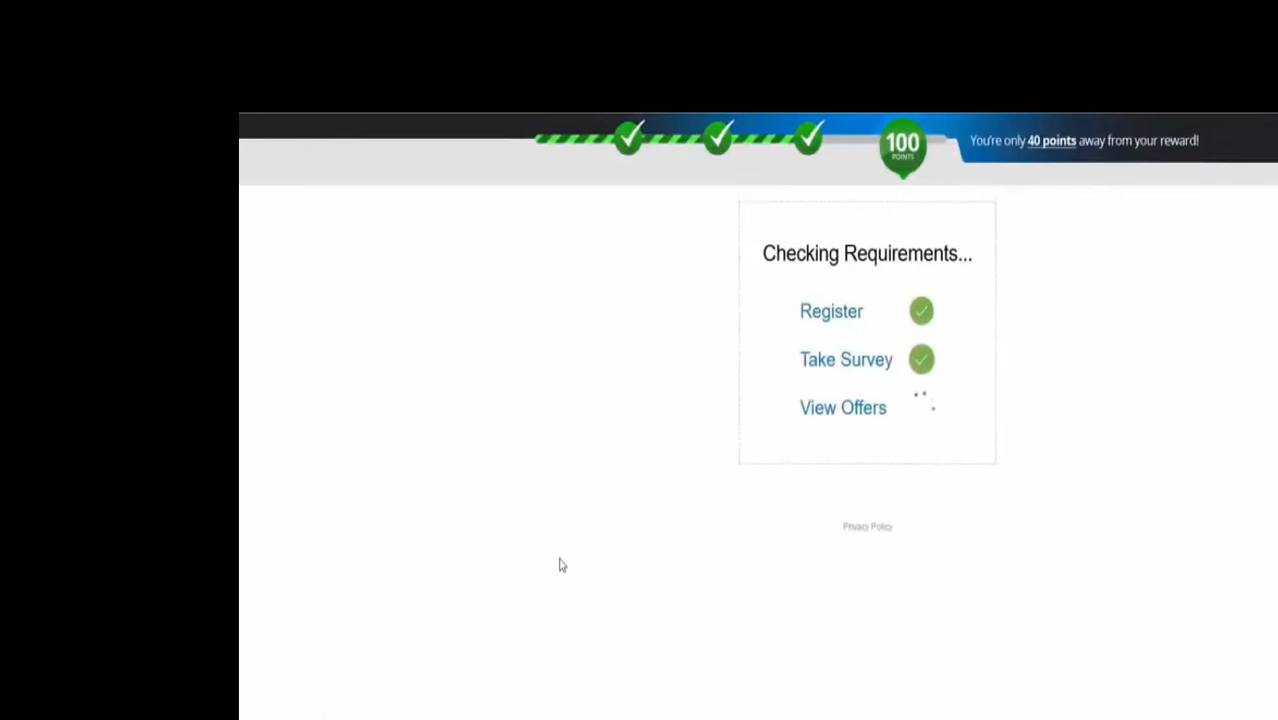 100
POINTS
You're only 40 points away from your reward!
Checking Requirements...
Register
Take Survey
View Offers
Privacy Policy